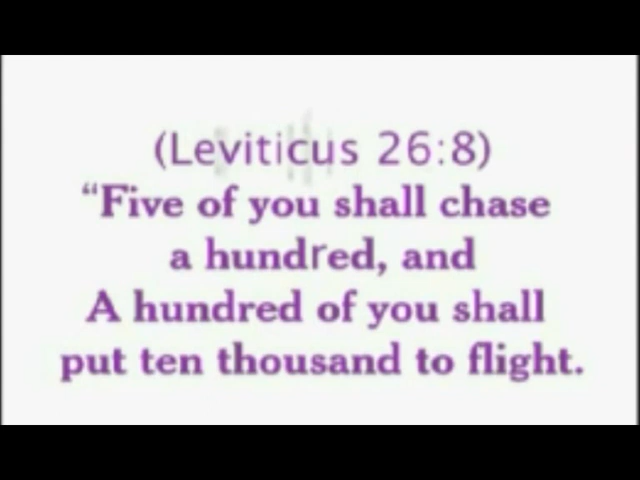 (Leviticus 26:8)
“Five of you shall chase
a hundred, and
A hundred of you shall
put ten thousand to flight.